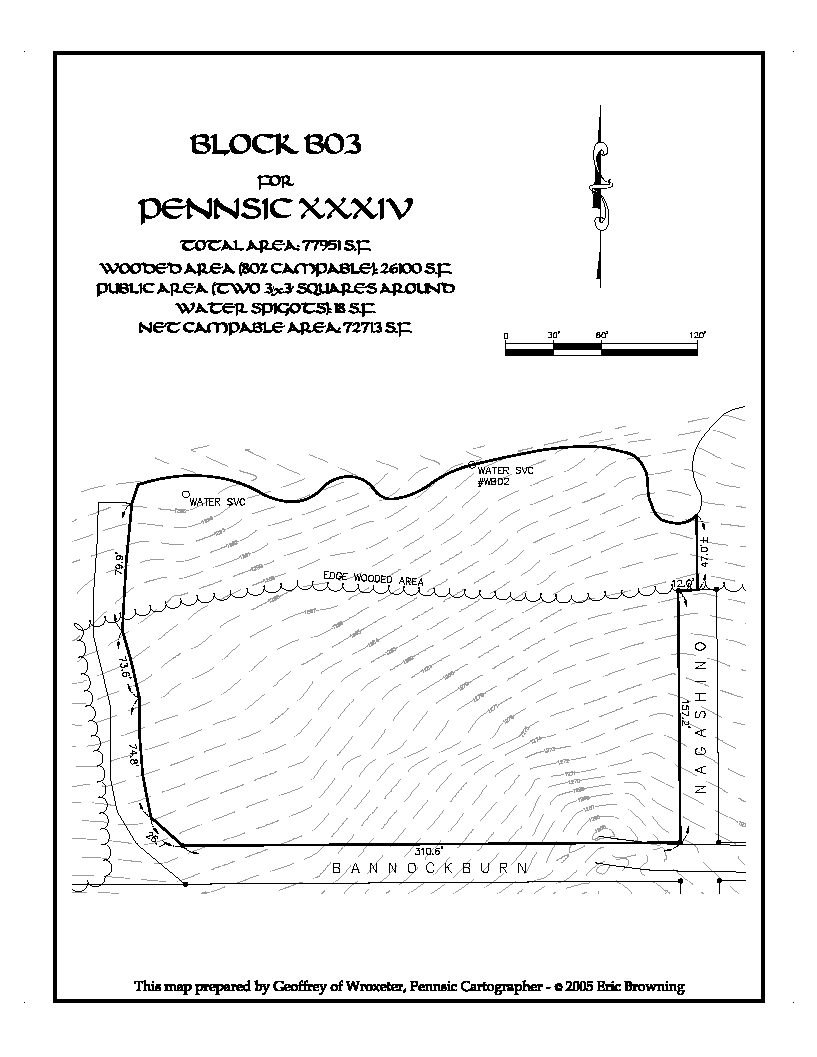 BLOCK B03
FOR
PENNSIC XXXIV
TOTAL AREA: 77951 S.F.
WOODED AREA (80% CAMPABLE): 26100 S.F.
PUBLIC AREA (TWO 3'x3' SQUARES AROUND
WATER SPIGOTS): 18 S.F.
NET CAMPABLE AREA: 72713 S.F.
0 30' 60' 120'
WATER SVC
#WB02
WATER SVC
47.0'±
79.9'
EDGE WOODED AREA
12.0'
73.6'
NAGASHINO
157.2'
74.8'
26'
310.6'
BANNOCKBURN
This map prepared by Geoffrey of Wroxeter, Pennsic Cartographer - © 2005 Eric Browning